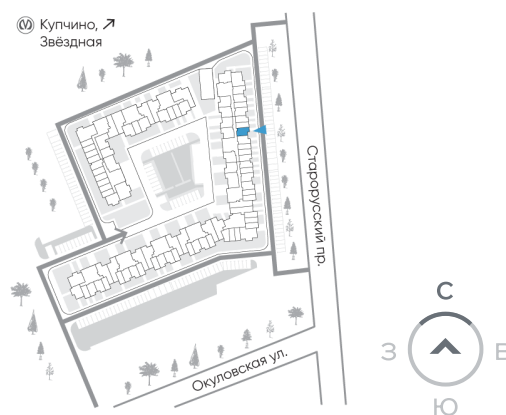 Купчино,
Звёздная
Старорусский пр.
Окуловская ул.
С
З
В
Ю